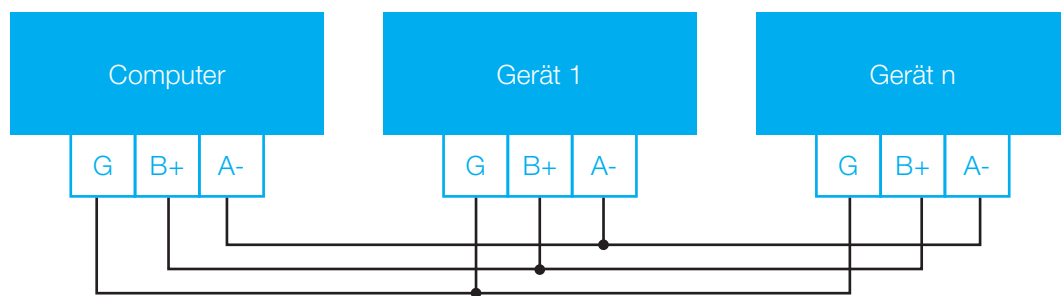 Computer Gerät 1 Gerät n
G B+ A- G B+ A- G B+ A-